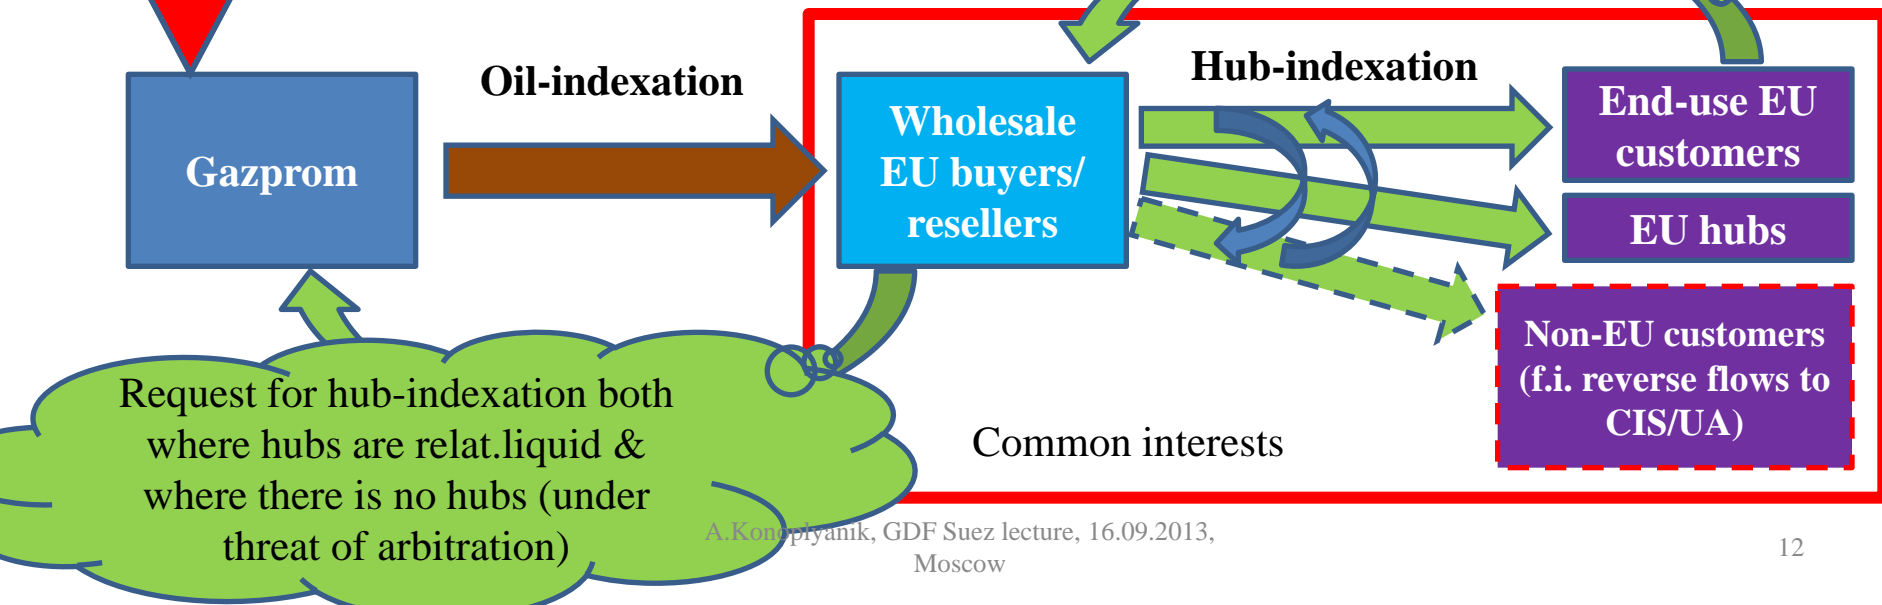 Oil-indexation
Hub-indexation
Gazprom
Wholesale
EU buyers/
resellers
End-use EU
customers
EU hubs
Non-EU customers
(f.i. reverse flows to
CIS/UA)
Request for hub-indexation both
where hubs are relat.liquid &
where there is no hubs (under
threat of arbitration)
Common interests
A.Konoplyanik, GDF Suez lecture, 16.09.2013,
Moscow
12